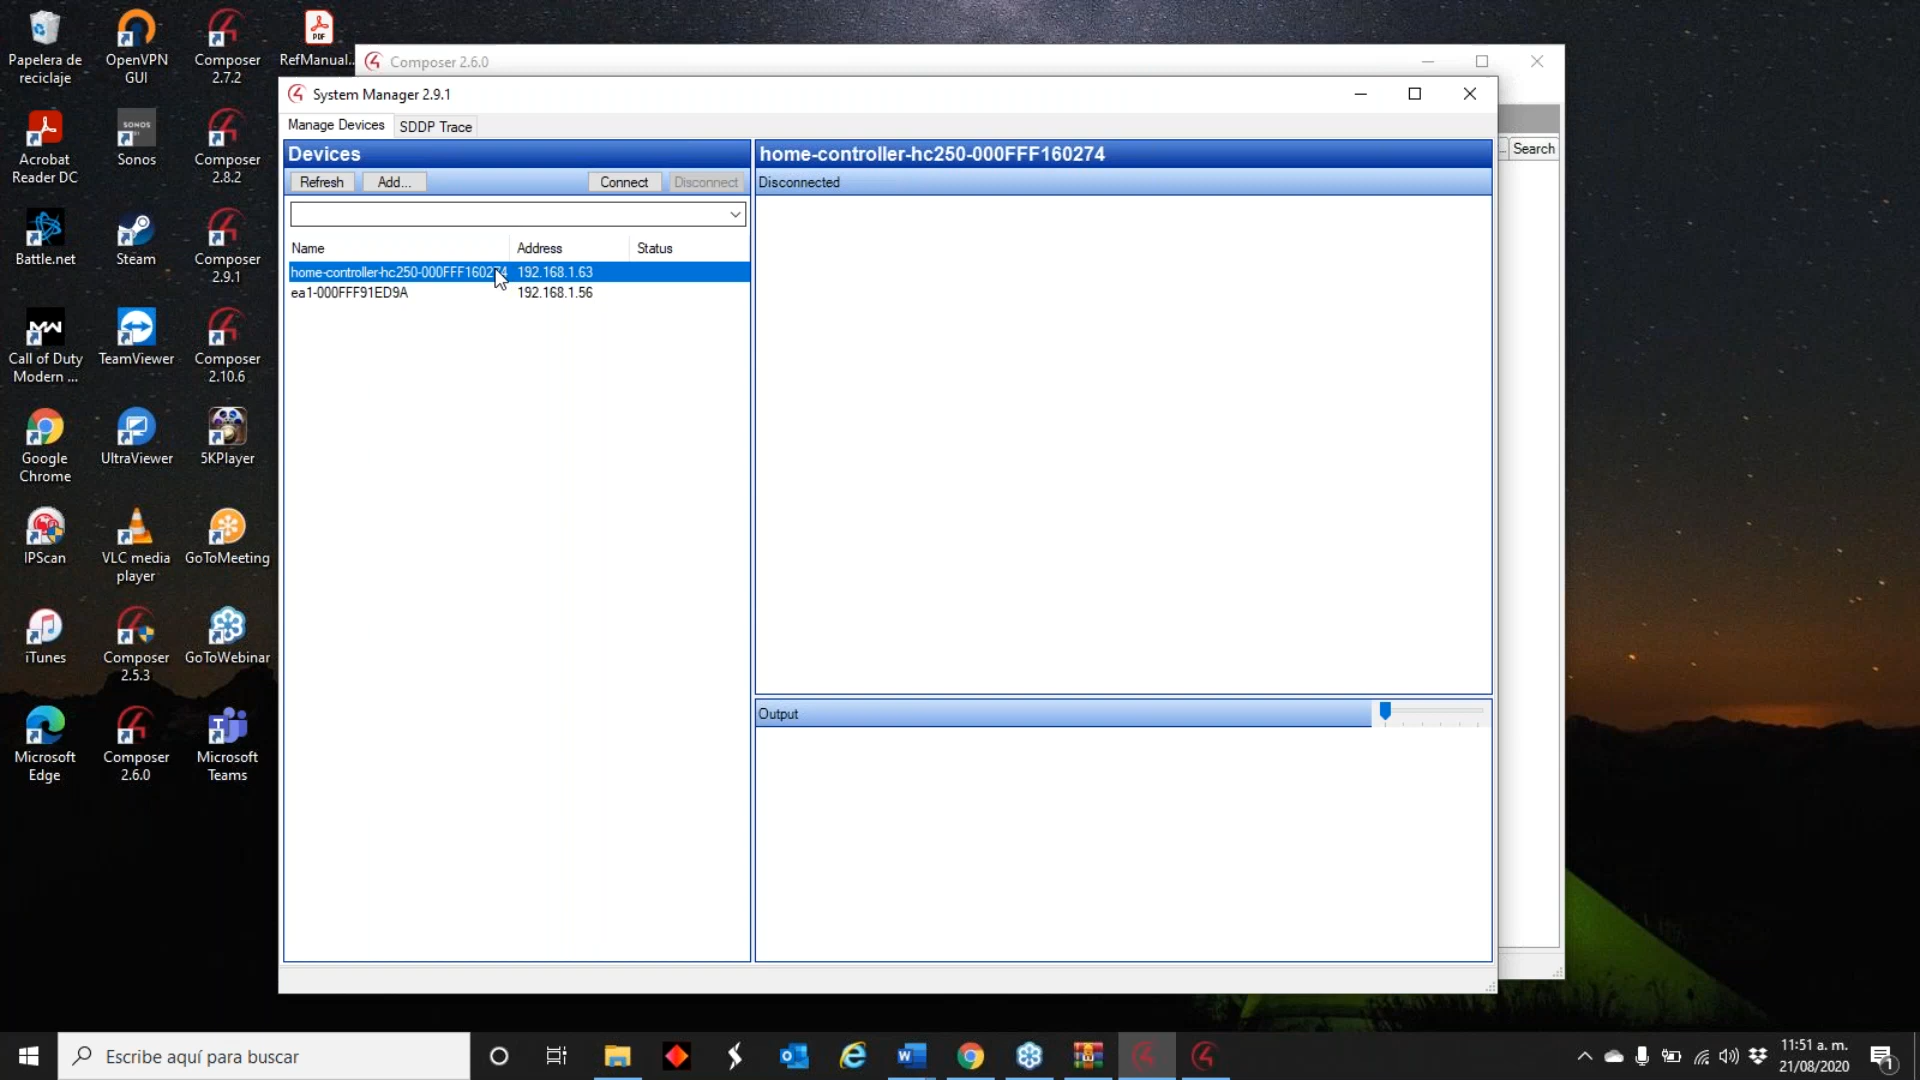 Papelera de
reciclaje
OpenVPN
GUI
Composer
2.7.2
PDF
RefManual...
Acrobat
Reader DC
SONOS
Sonos
Composer
2.8.2
Battle.net
Steam
Composer
2.9.1
Call of Duty
Modern ...
TeamViewer
Composer
2.10.6
Google
Chrome
UltraViewer
5KPlayer
IPScan
VLC media
player
GoToMeeting
iTunes
Composer
2.5.3
GoToWebinar
Microsoft
Edge
Composer
2.6.0
Microsoft
Teams
Composer 2.6.0
Search
System Manager 2.9.1
Manage Devices
SDDP Trace
Devices
Refresh
Add...
Connect
Disconnect
Name
Address
Status
home-controller-hc250-000FFF160274
192.168.1.63
ea1-000FFF91ED9A
192.168.1.56
home-controller-hc250-000FFF160274
Disconnected
Output
Escribe aquí para buscar
11:51 a. m.
21/08/2020
1